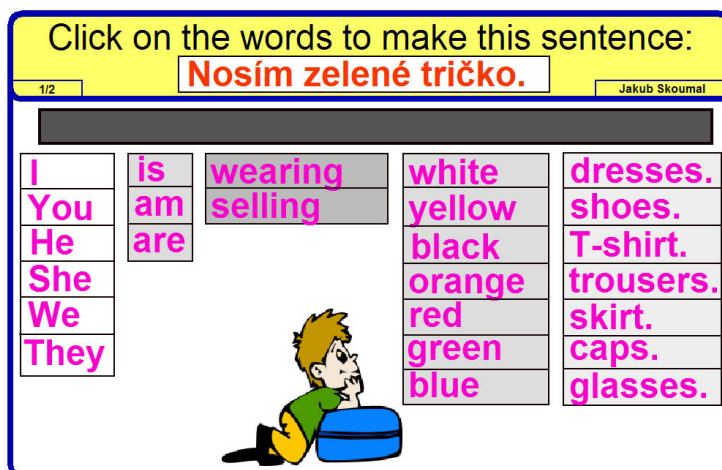 Click on the words to make this sentence:
Nosím zelené tričko.
1/2
Jakub Skoumal
I
You
He
She
We
They
is
am
are
wearing
selling
white
yellow
black
orange
red
green
blue
dresses.
shoes.
T-shirt.
trousers.
skirt.
caps.
glasses.